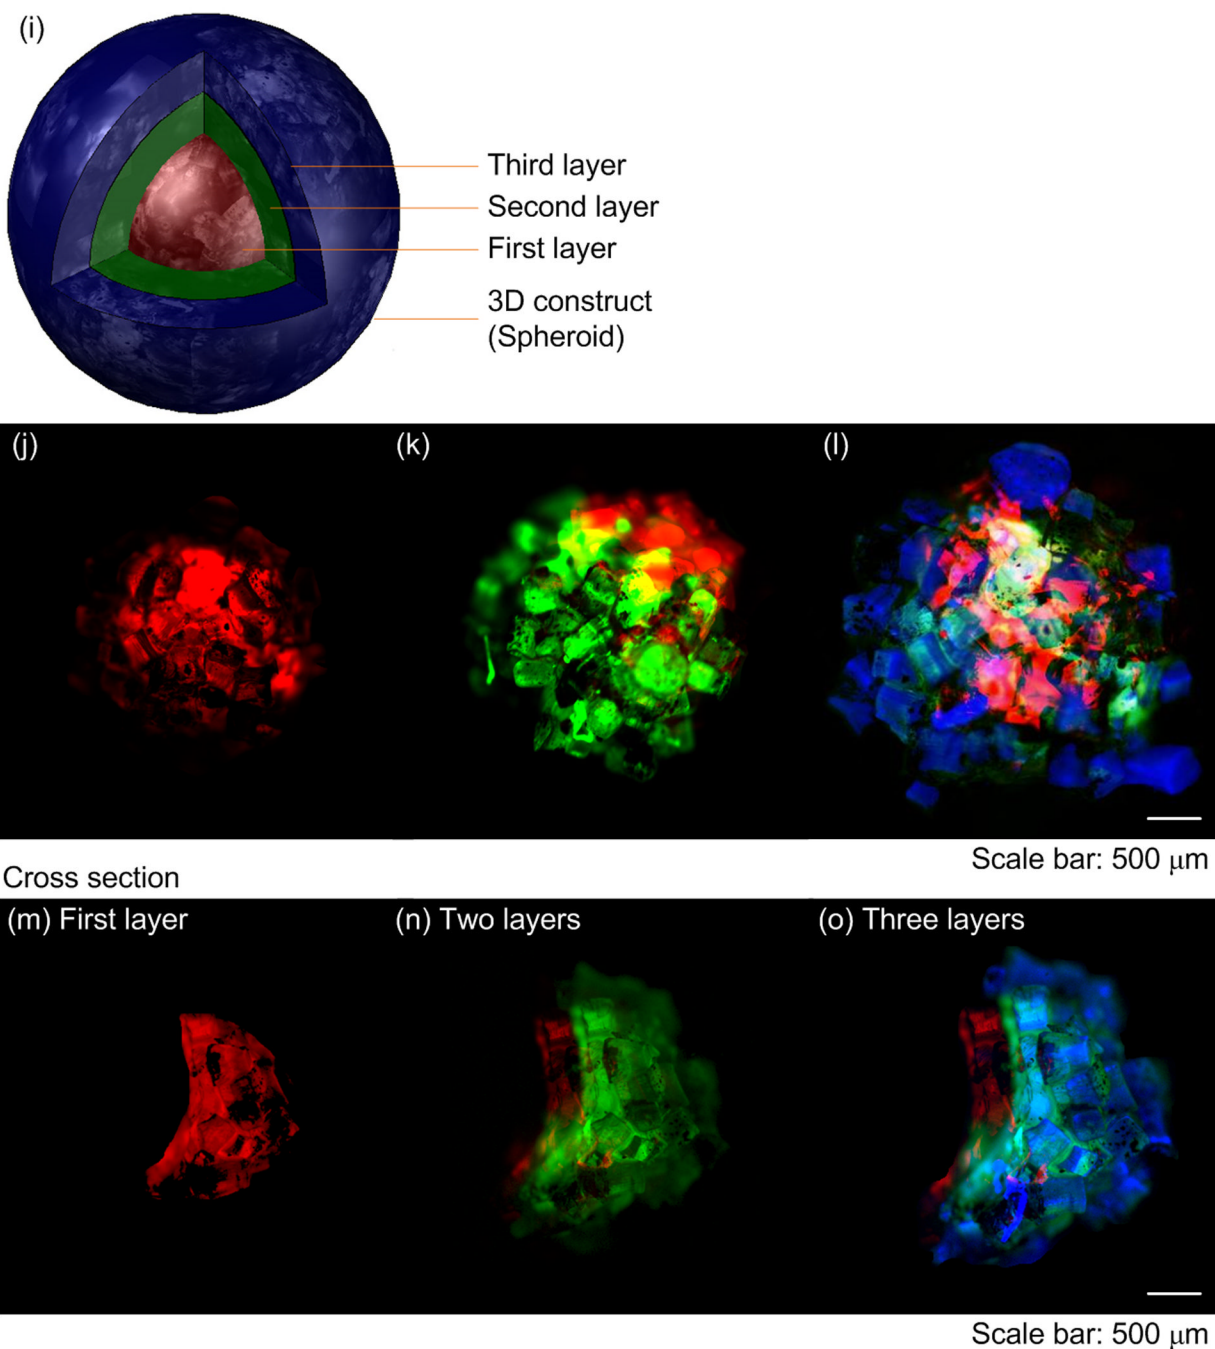 (i)
Third layer
Second layer
First layer
3D construct
(Spheroid)
(j)
(k)
(l)
Scale bar: 500 μm
Cross section
(m) First layer
(n) Two layers
(o) Three layers
Scale bar: 500 μm